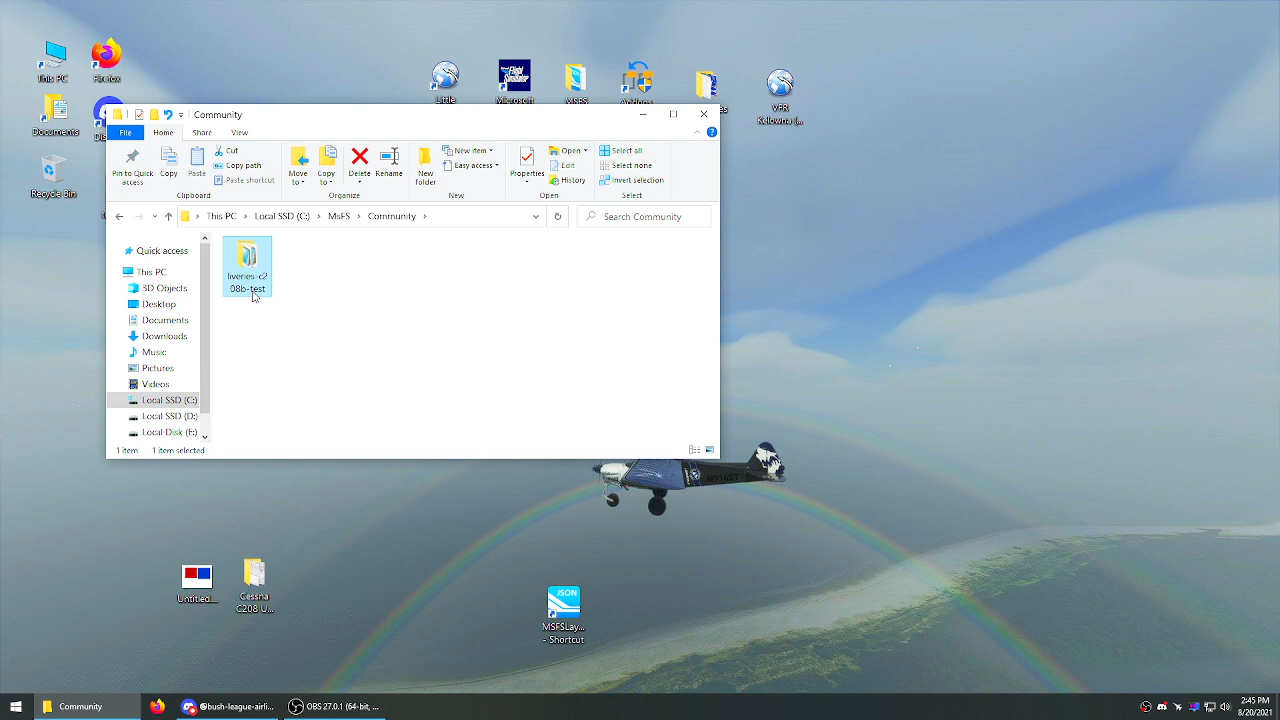 This PC
Firefox
Little
Microsoft
MSFS
VFR
K:lowna (...
Documents
Recycle Bin
Community
File
Home
Share
View
Pin to Quick
access
Copy
Paste
Cut
Copy path
Paste shortcut
Clipboard
Move
to
Copy
to
Delete
Rename
Organize
New
folder
New item
Easy access
New
Properties
Open
Edit
History
Open
Select all
Select none
Invert selection
Select
This PC > Local SSD (C:) > MsFS > Community >
Search Community
Quick access
This PC
3D Objects
Desktop
Documents
Downloads
Music
Pictures
Videos
Local SSD (C:)
Local SSD (D:)
Local Disk (E:)
liveries-c2
08b-test
1 item
1 item selected
Untitled....
Cessna
C208 U...
JSON
MSFSLay...
- Shortcut
Community
@bush-league-airli...
OBS 27.0.1 (64-bit, ...
2:45 PM
8/20/2021